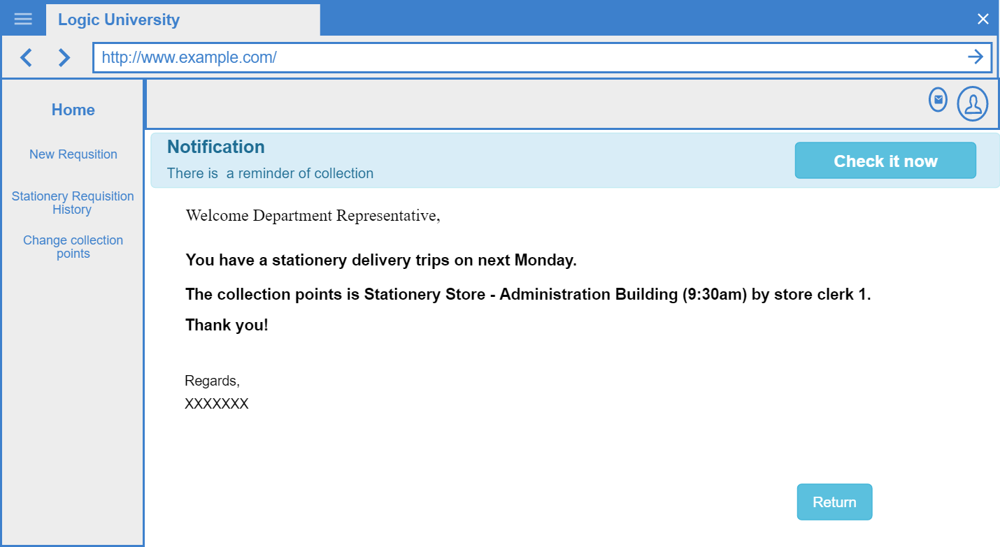 Logic University
http://www.example.com/
Home
New Requsition
Stationery Requisition
History
Change collection
points
Notification
There is  a reminder of collection
Check it now
Welcome Department Representative,
You have a stationery delivery trips on next Monday.
The collection points is Stationery Store - Administration Building (9:30am) by store clerk 1.
Thank you!
Regards,
XXXXXXX
Return